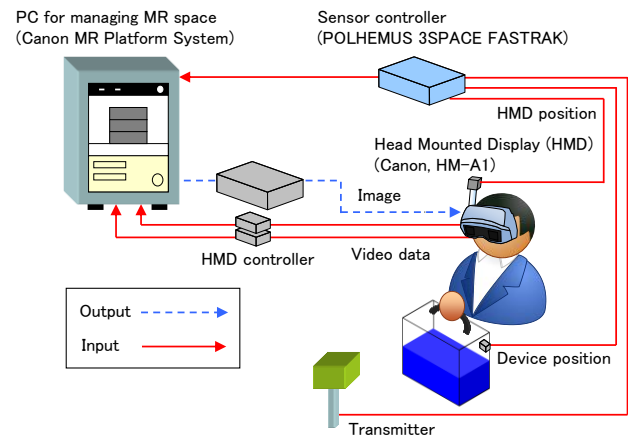 PC for managing MR space
(Canon MR Platform System)
Sensor controller
(POLHEMUS 3SPACE FASTRAK)
HMD position
Head Mounted Display (HMD)
(Canon, HM-A1)
Image
HMD controller
Video data
Output
Input
Device position
Transmitter